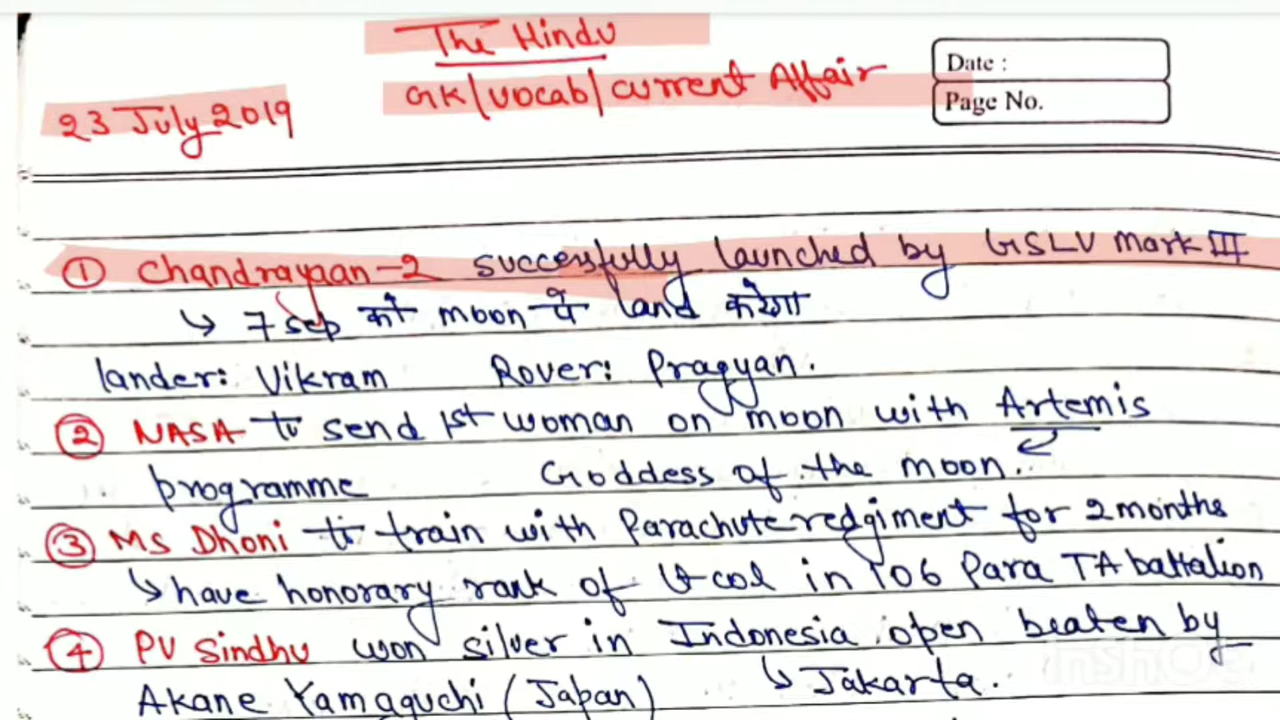 The Hindu
GK/vocab/current Affair
Date :
Page No.
23 July 2019
① Chandrayaan-2 successfully launched by GSLV Mark III
↳ 7 sep को moon पे land करेगा
lander: Vikram Rover: Pragyan.
② NASA to send 1st woman on moon with Artemis
programme Goddess of the moon.
③ MS Dhoni to train with Parachute redgiment for 2 months
↳ have honorary rank of Lt col in 106 Para TA battalion
④ PV Sindhu won silver in Indonesia open beaten by
Akane Yamaguchi (Japan) ↳ Jakarta.
inshot